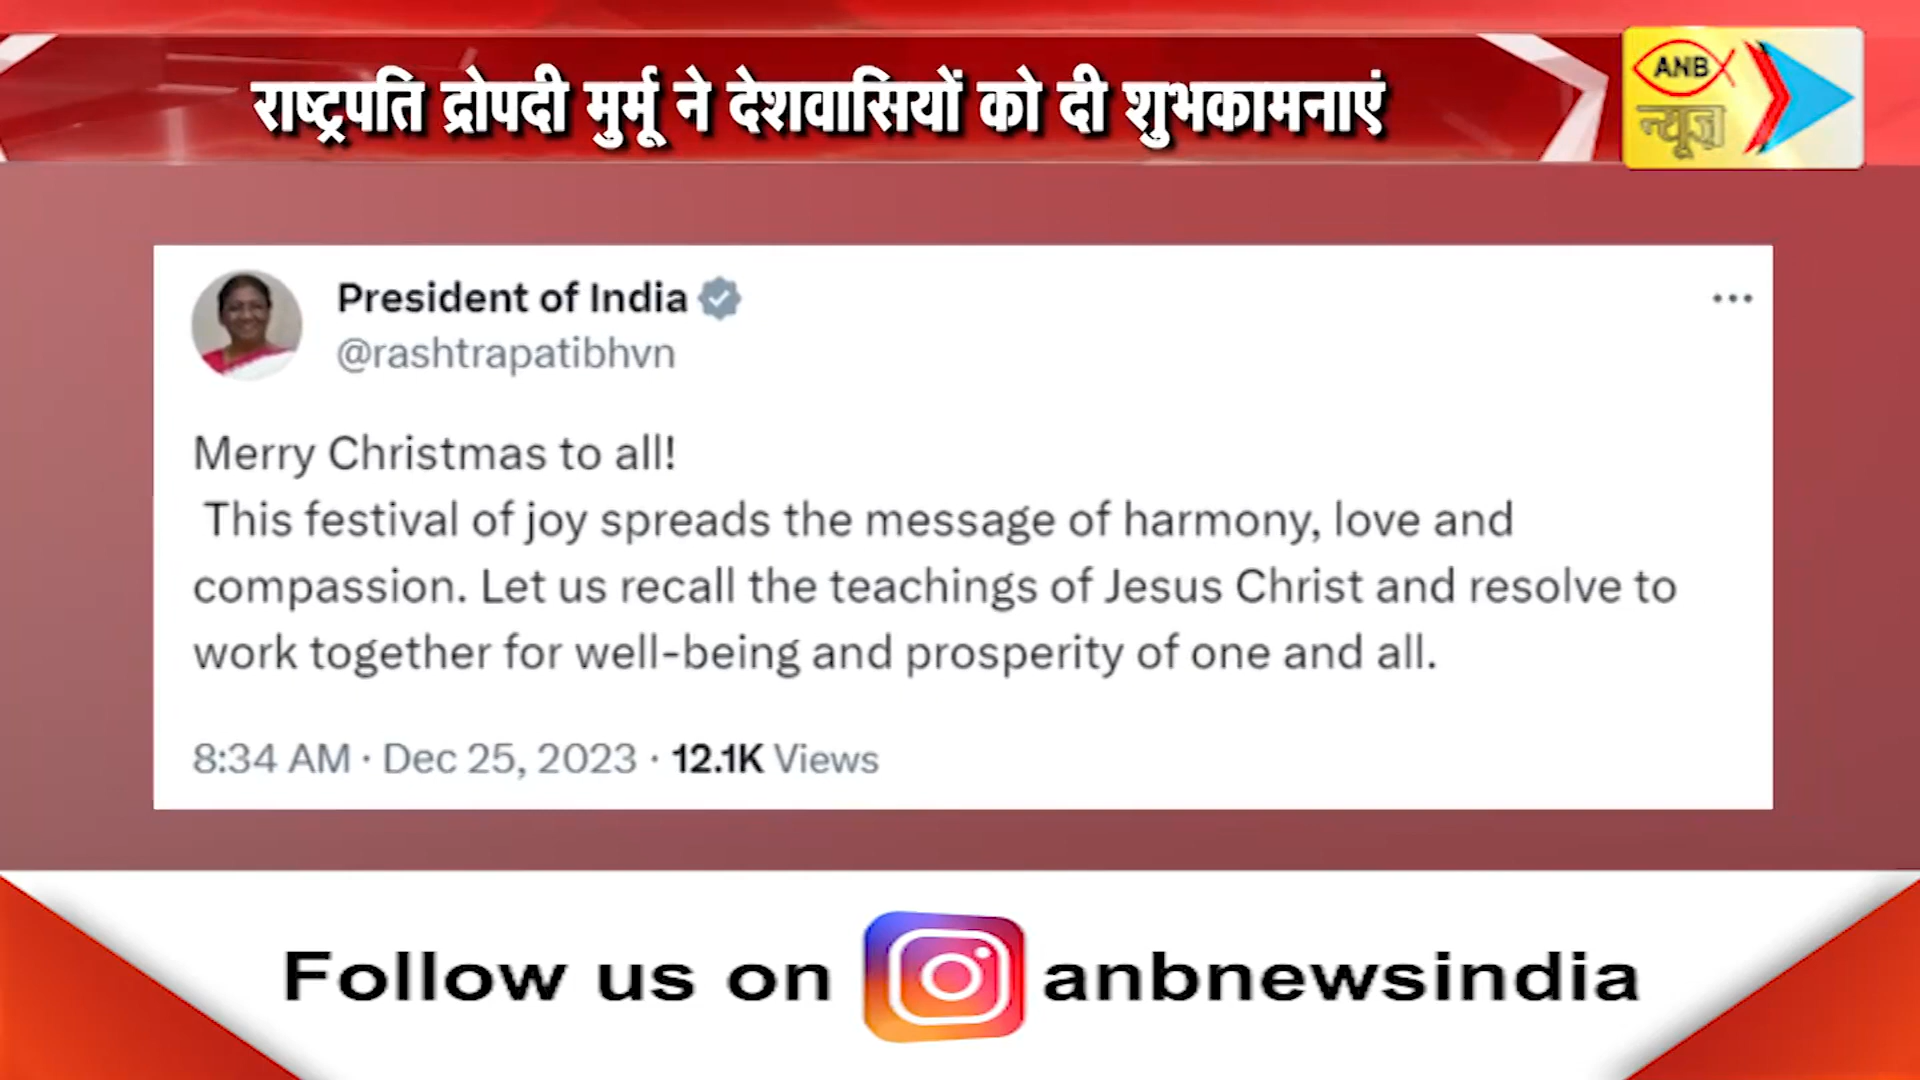 राष्ट्रपति द्रोपदी मुर्मू ने देशवासियों को दी शुभकामनाएं
ANB
न्यूज़
President of India
@rashtrapatibhvn
Merry Christmas to all!
This festival of joy spreads the message of harmony, love and
compassion. Let us recall the teachings of Jesus Christ and resolve to
work together for well-being and prosperity of one and all.
8:34 AM · Dec 25, 2023 · 12.1K Views
Follow us on anbnewsindia